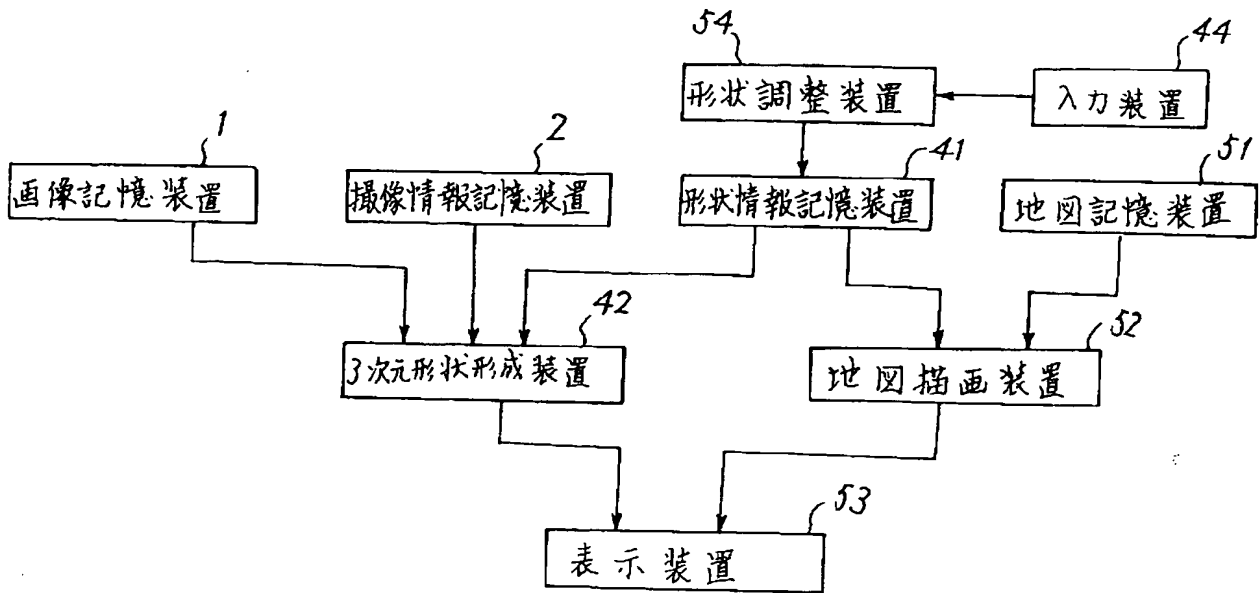 54
44
形状調整装置
入力装置
1
2
41
51
画像記憶装置
撮像情報記憶装置
形状情報記憶装置
地図記憶装置
42
52
3次元形状形成装置
地図描画装置
53
表示装置